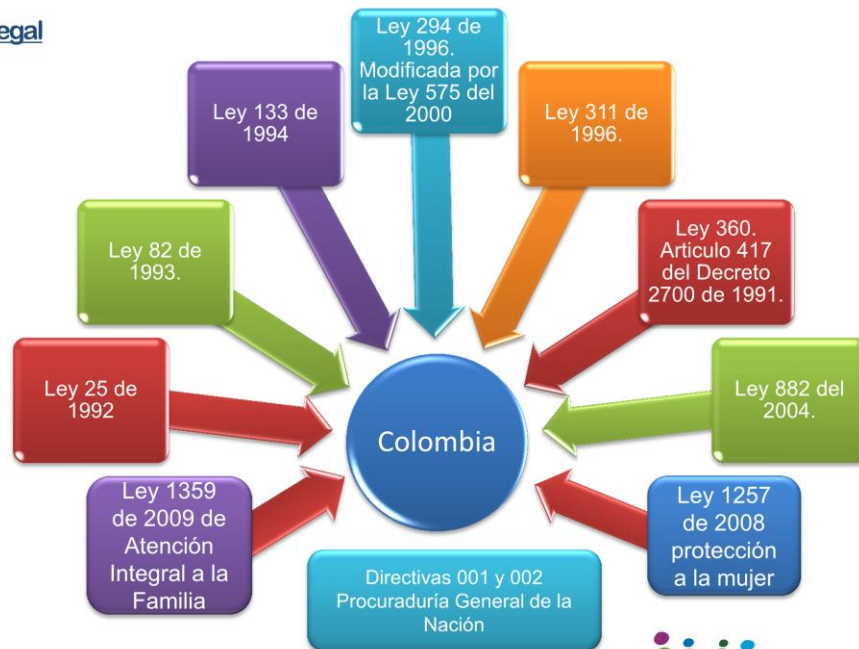 egal
Ley 294 de
1996.
Modificada por
la Ley 575 del
2000
Ley 133 de
1994
Ley 311 de
1996.
Ley 82 de
1993.
Ley 360.
Articulo 417
del Decreto
2700 de 1991.
Ley 25 de
1992
Colombia
Ley 882 del
2004.
Ley 1359
de 2009 de
Atención
Integral a la
Familia
Ley 1257
de 2008
protección
a la mujer
Directivas 001 y 002
Procuraduría General de la
Nación